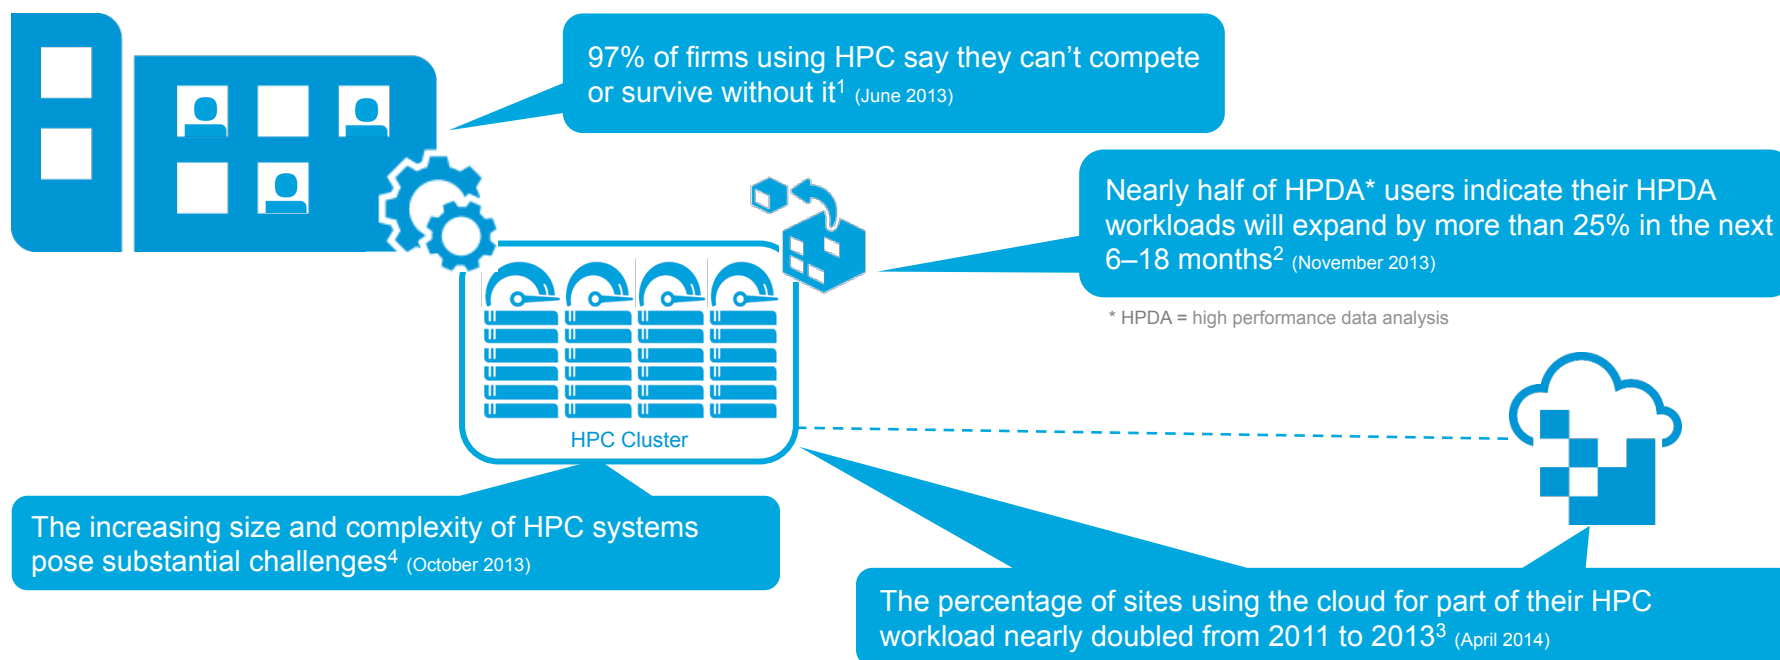 97% of firms using HPC say they can’t compete
or survive without it1 (June 2013)
Nearly half of HPDA* users indicate their HPDA
workloads will expand by more than 25% in the next
6–18 months2 (November 2013)
* HPDA = high performance data analysis
HPC Cluster
The increasing size and complexity of HPC systems
pose substantial challenges4 (October 2013)
The percentage of sites using the cloud for part of their HPC
workload nearly doubled from 2011 to 20133 (April 2014)